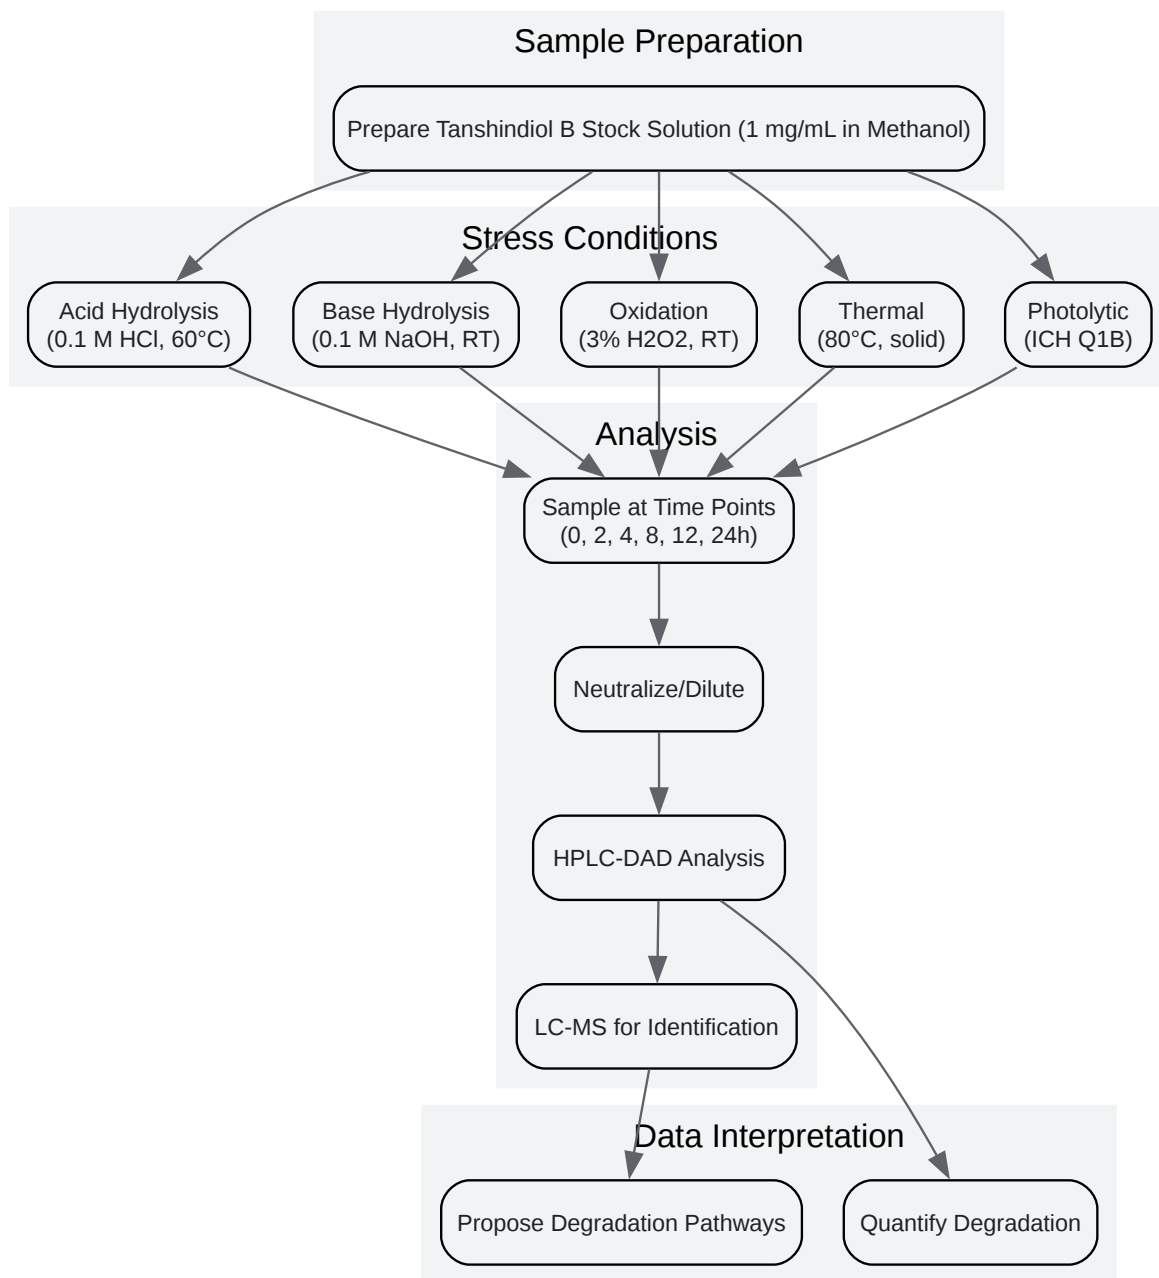 Sample Preparation
Prepare Tanshindiol B Stock Solution (1 mg/mL in Methanol)
Stress Conditions
Acid Hydrolysis
(0.1 M HCl, 60°C)
Base Hydrolysis
(0.1 M NaOH, RT)
Oxidation
(3% H2O2, RT)
Thermal
(80°C, solid)
Photolytic
(ICH Q1B)
Analysis
Sample at Time Points
(0, 2, 4, 8, 12, 24h)
Neutralize/Dilute
HPLC-DAD Analysis
LC-MS for Identification
Data Interpretation
Propose Degradation Pathways
Quantify Degradation